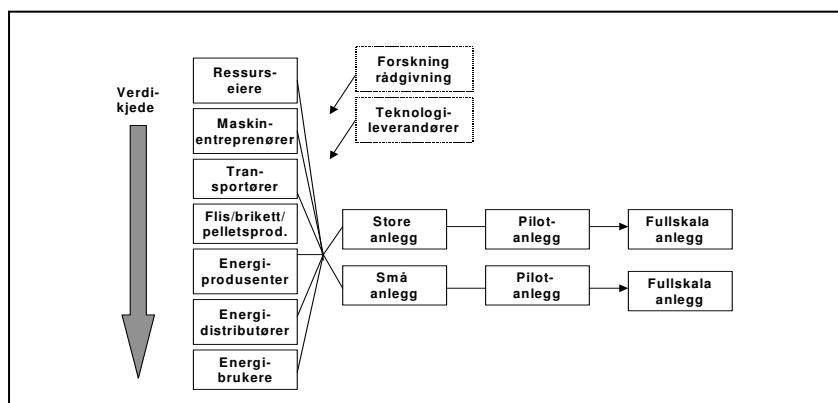 Verdi-
kjede
Ressurs-
eiere
Maskin-
entreprenører
Tran-
sportører
Flis/brikett/
pelletsprod.
Energi-
produsenter
Energi-
distributører
Energi-
brukere
Forskning
rådgivning
Teknologi-
leverandører
Store
anlegg
Pilot-
anlegg
Fullskala
anlegg
Små
anlegg
Pilot-
anlegg
Fullskala
anlegg